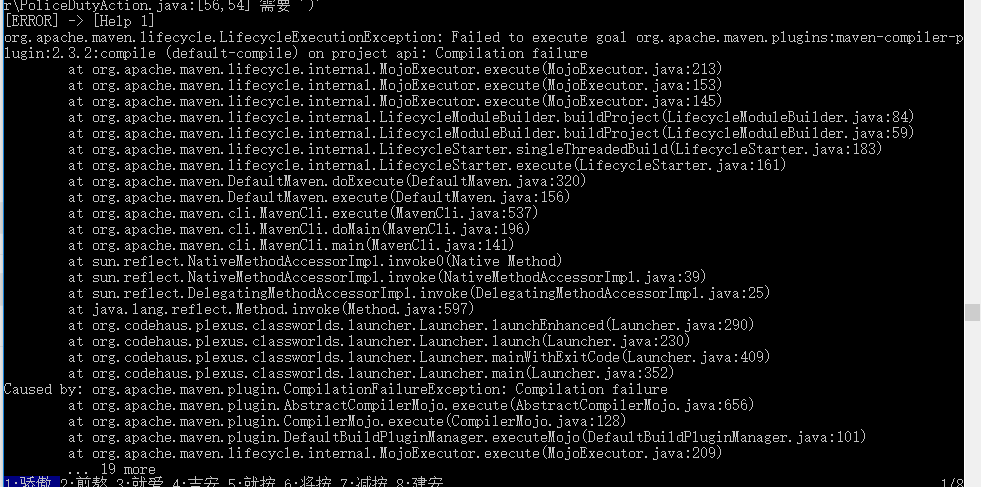 r\PoliceDutyAction.java:[56,54] 需要 ')'
[ERROR] -> [Help 1]
org.apache.maven.lifecycle.LifecycleExecutionException: Failed to execute goal org.apache.maven.plugins:maven-compiler-p
lugin:2.3.2:compile (default-compile) on project api: Compilation failure
at org.apache.maven.lifecycle.internal.MojoExecutor.execute(MojoExecutor.java:213)
at org.apache.maven.lifecycle.internal.MojoExecutor.execute(MojoExecutor.java:153)
at org.apache.maven.lifecycle.internal.MojoExecutor.execute(MojoExecutor.java:145)
at org.apache.maven.lifecycle.internal.LifecycleModuleBuilder.buildProject(LifecycleModuleBuilder.java:84)
at org.apache.maven.lifecycle.internal.LifecycleModuleBuilder.buildProject(LifecycleModuleBuilder.java:59)
at org.apache.maven.lifecycle.internal.LifecycleStarter.singleThreadedBuild(LifecycleStarter.java:183)
at org.apache.maven.lifecycle.internal.LifecycleStarter.execute(LifecycleStarter.java:161)
at org.apache.maven.DefaultMaven.doExecute(DefaultMaven.java:320)
at org.apache.maven.DefaultMaven.execute(DefaultMaven.java:156)
at org.apache.maven.cli.MavenCli.execute(MavenCli.java:537)
at org.apache.maven.cli.MavenCli.doMain(MavenCli.java:196)
at org.apache.maven.cli.MavenCli.main(MavenCli.java:141)
at sun.reflect.NativeMethodAccessorImpl.invoke0(Native Method)
at sun.reflect.NativeMethodAccessorImpl.invoke(NativeMethodAccessorImpl.java:39)
at sun.reflect.DelegatingMethodAccessorImpl.invoke(DelegatingMethodAccessorImpl.java:25)
at java.lang.reflect.Method.invoke(Method.java:597)
at org.codehaus.plexus.classworlds.launcher.Launcher.launchEnhanced(Launcher.java:290)
at org.codehaus.plexus.classworlds.launcher.Launcher.launch(Launcher.java:230)
at org.codehaus.plexus.classworlds.launcher.Launcher.mainWithExitCode(Launcher.java:409)
at org.codehaus.plexus.classworlds.launcher.Launcher.main(Launcher.java:352)
Caused by: org.apache.maven.plugin.CompilationFailureException: Compilation failure
at org.apache.maven.plugin.AbstractCompilerMojo.execute(AbstractCompilerMojo.java:656)
at org.apache.maven.plugin.CompilerMojo.execute(CompilerMojo.java:128)
at org.apache.maven.plugin.DefaultBuildPluginManager.executeMojo(DefaultBuildPluginManager.java:101)
at org.apache.maven.lifecycle.internal.MojoExecutor.execute(MojoExecutor.java:209)
... 19 more
1:骄傲 2:煎熬 3:就爱 4:吉安 5:就按 6:将按 7:减按 8:建安 1/8